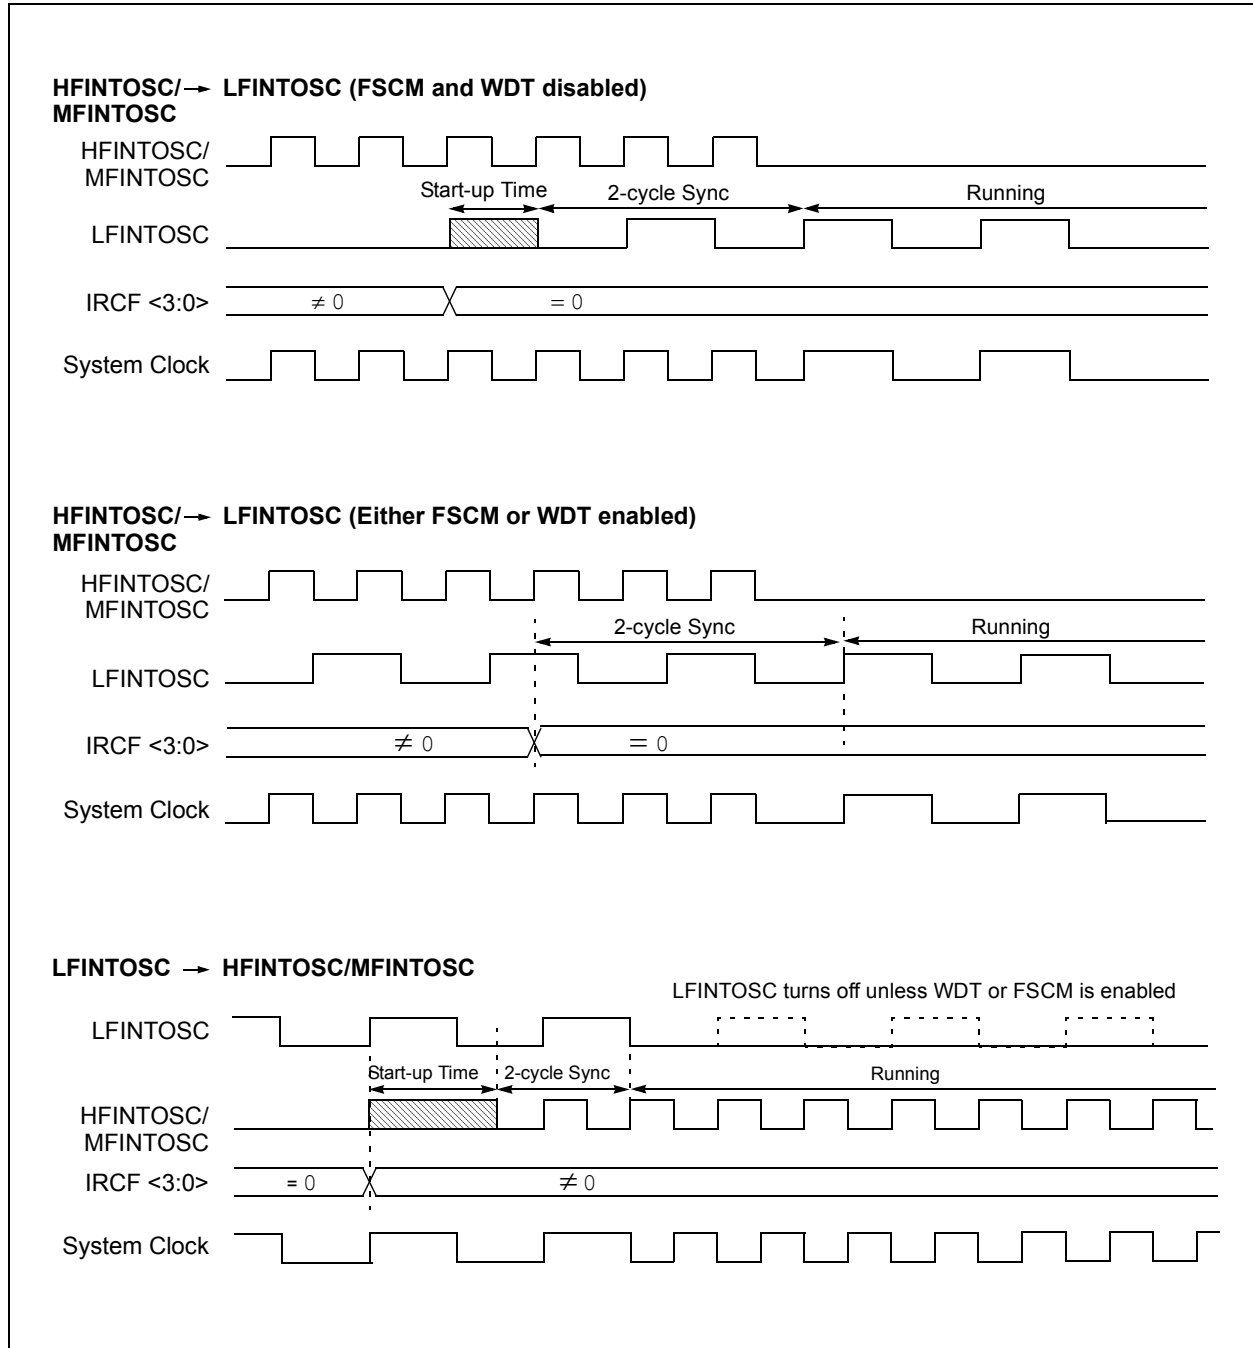 HFINTOSC/→ LFINTOSC (FSCM and WDT disabled)
MFINTOSC
HFINTOSC/
MFINTOSC
Start-up Time 2-cycle Sync Running
LFINTOSC
IRCF <3:0> ≠ 0 = 0
System Clock
HFINTOSC/→ LFINTOSC (Either FSCM or WDT enabled)
MFINTOSC
HFINTOSC/
MFINTOSC
2-cycle Sync Running
LFINTOSC
IRCF <3:0> ≠ 0 = 0
System Clock
LFINTOSC → HFINTOSC/MFINTOSC
LFINTOSC turns off unless WDT or FSCM is enabled
LFINTOSC
Start-up Time 2-cycle Sync Running
HFINTOSC/
MFINTOSC
IRCF <3:0> = 0 ≠ 0
System Clock